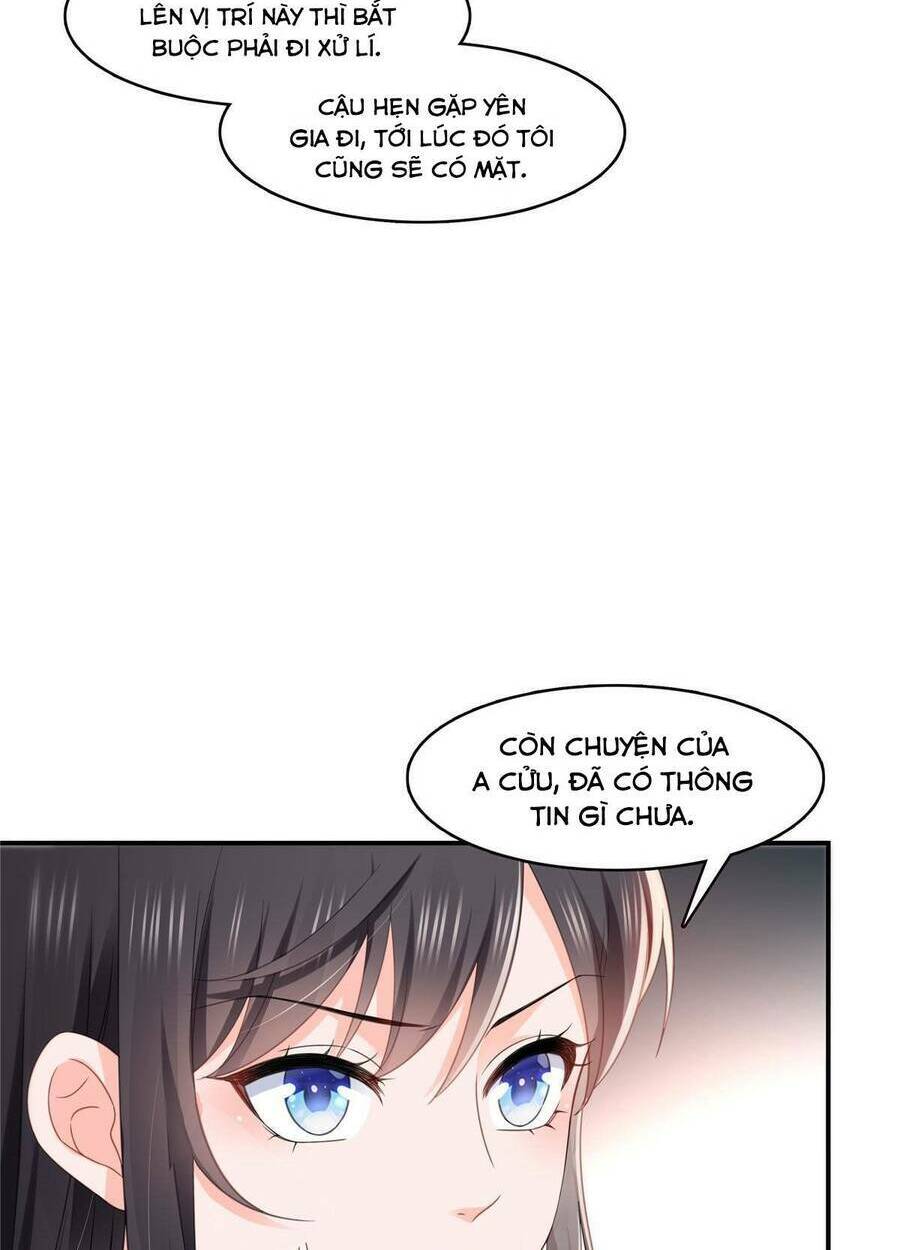 LÊN VỊ TRÍ NÀY THÌ BẮT
BUỘC PHẢI ĐI XỬ LÍ.
CẬU HẸN GẶP YÊN
GIA ĐI, TỚI LÚC ĐÓ TÔI
CŨNG SẼ CÓ MẶT.
CÒN CHUYỆN CỦA
A CỬU, ĐÃ CÓ THÔNG
TIN GÌ CHƯA.